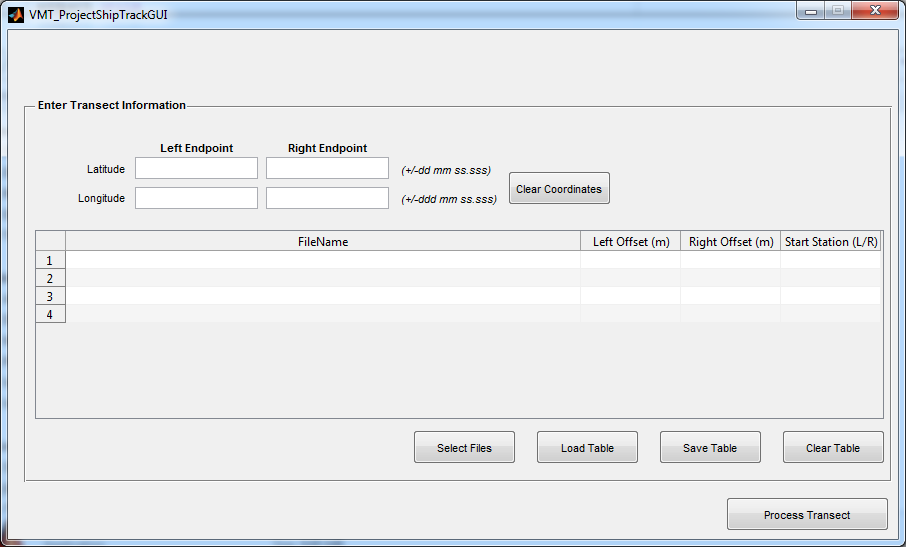 VMT_ProjectShipTrackGUI
Enter Transect Information
Left Endpoint Right Endpoint
Latitude (+/-dd mm ss.sss)
Longitude (+/-ddd mm ss.sss) Clear Coordinates
FileName Left Offset (m) Right Offset (m) Start Station (L/R)
1
2
3
4
Select Files Load Table Save Table Clear Table
Process Transect